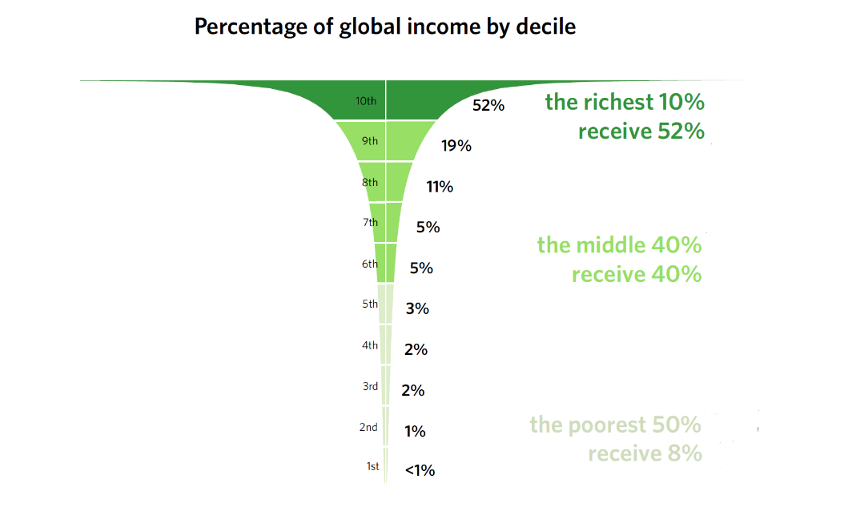 Percentage of global income by decile
10th 52% the richest 10%
receive 52%
9th 19%
8th 11%
7th 5%
the middle 40%
6th 5% receive 40%
5th 3%
4th 2%
3rd 2%
2nd 1% the poorest 50%
receive 8%
1st <1%